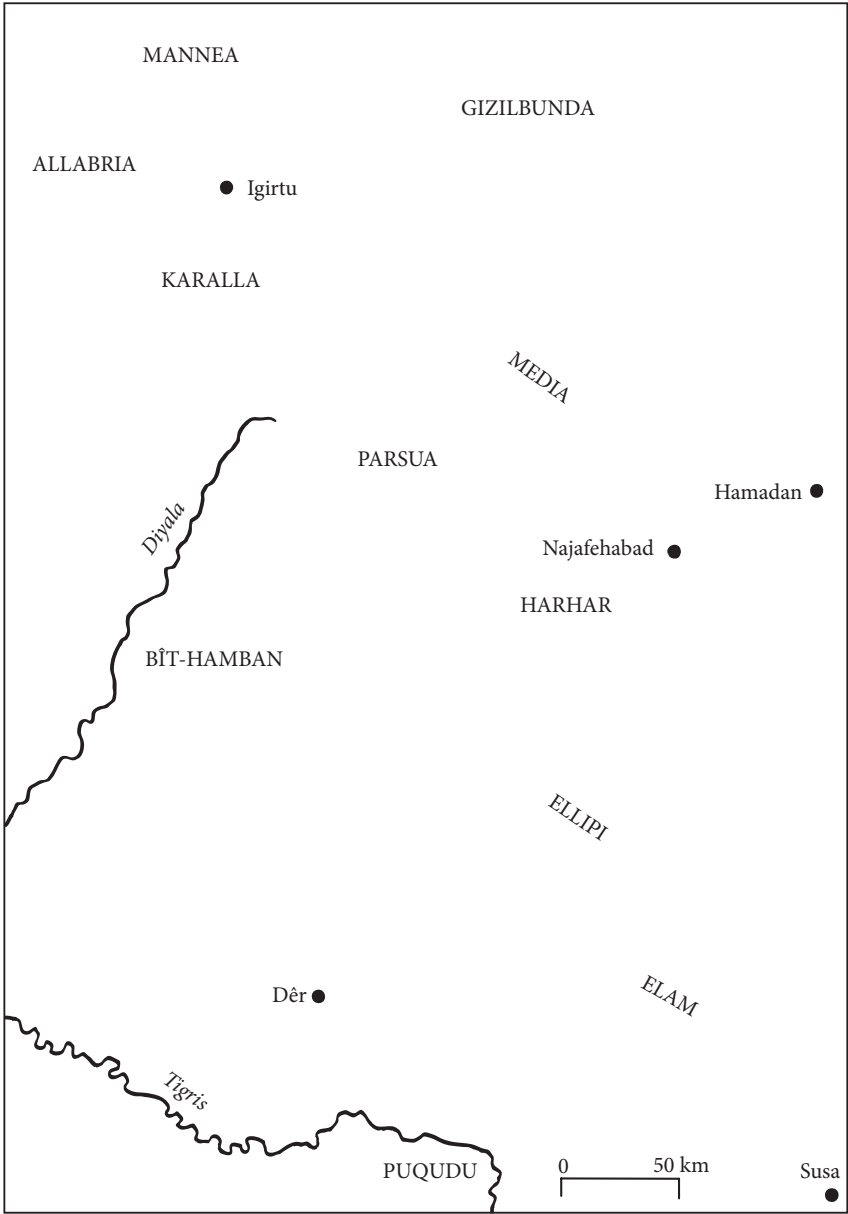 MANNEA
GIZILBUNDA
ALLABRIA
Igirtu
KARALLA
MEDIA
PARSUA
Hamadan
Diyala
Najafehabad
HARHAR
BÎT-HAMBAN
ELLIPI
Dêr
ELAM
Tigris
PUQUDU
0 50 km
Susa